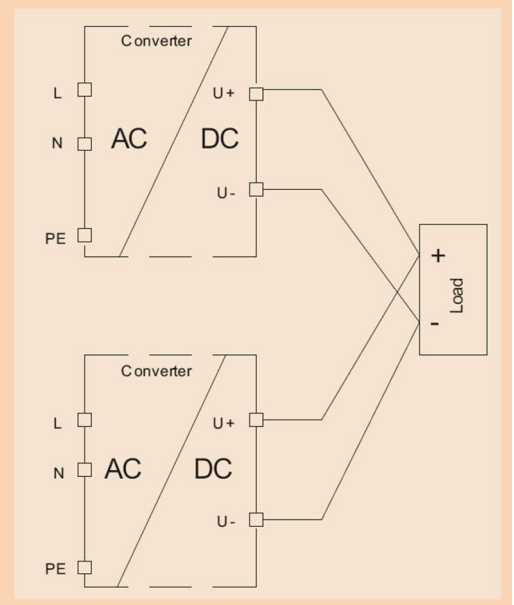 Converter
L
U+
N
AC
DC
U-
PE
+
Load
-
Converter
L
U+
N
AC
DC
U-
PE